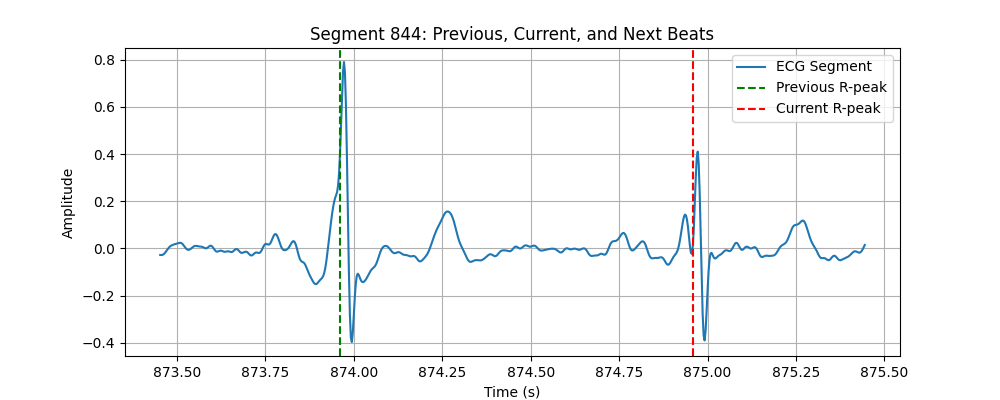 Segment 844: Previous, Current, and Next Beats
ECG Segment
Previous R-peak
Current R-peak
Amplitude
0.8
0.6
0.4
0.2
0.0
−0.2
−0.4
873.50 873.75 874.00 874.25 874.50 874.75 875.00 875.25 875.50
Time (s)